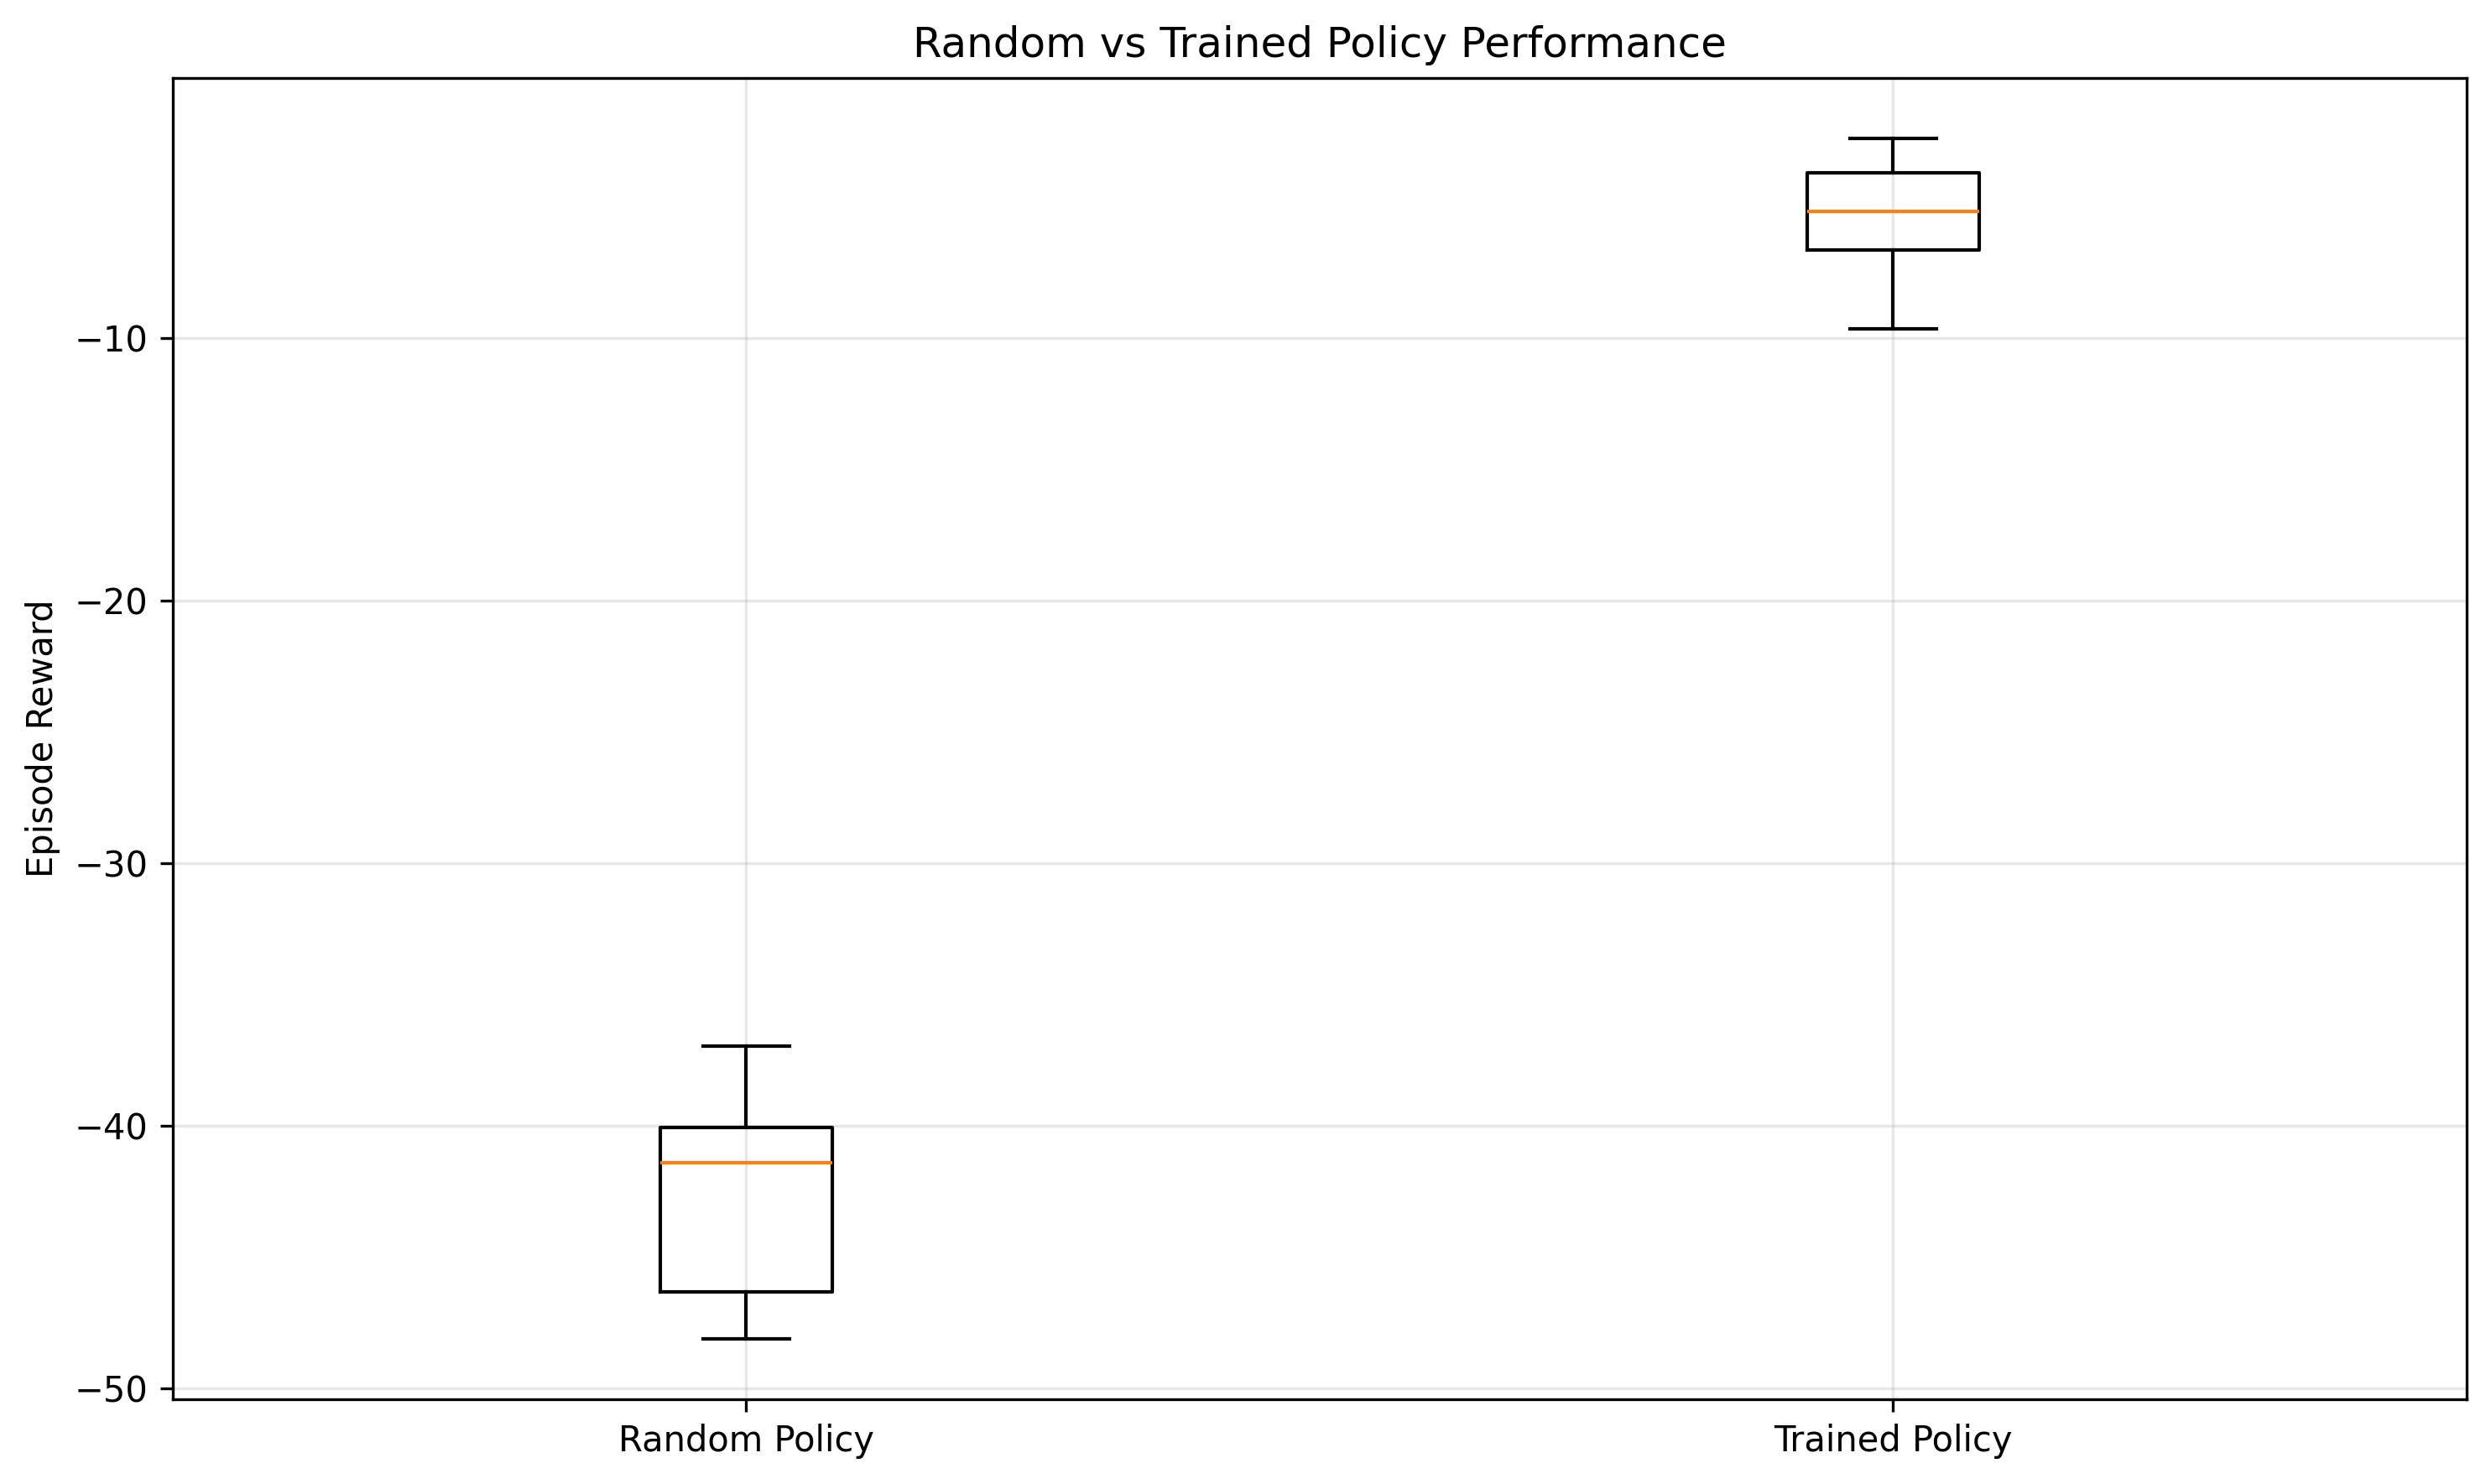 Random vs Trained Policy Performance
Episode Reward
−10
−20
−30
−40
−50
Random Policy
Trained Policy